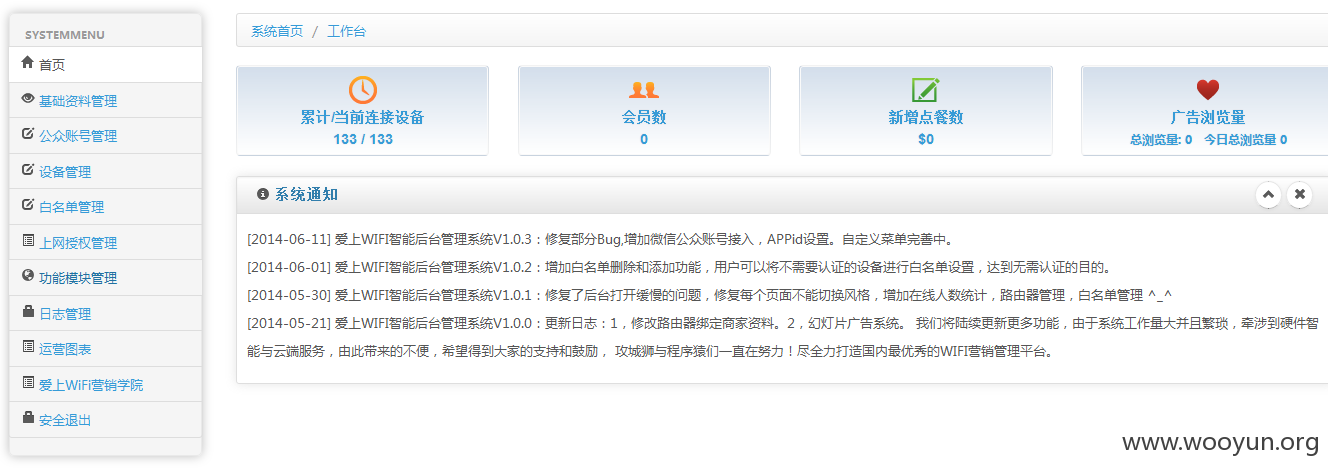 SYSTEMMENU
首页
基础资料管理
公众账号管理
设备管理
白名单管理
上网授权管理
功能模块管理
日志管理
运营图表
爱上WiFi营销学院
安全退出
系统首页 / 工作台
累计/当前连接设备
133 / 133
会员数
0
新增点餐数
$0
广告浏览量
总浏览量: 0 今日总浏览量 0
系统通知
[2014-06-11] 爱上WIFI智能后台管理系统V1.0.3：修复部分Bug,增加微信公众账号接入，APPid设置。自定义菜单完善中。
[2014-06-01] 爱上WIFI智能后台管理系统V1.0.2：增加白名单删除和添加功能，用户可以将不需要认证的设备进行白名单设置，达到无需认证的目的。
[2014-05-30] 爱上WIFI智能后台管理系统V1.0.1：修复了后台打开缓慢的问题，修复每个页面不能切换风格，增加在线人数统计，路由器管理，白名单管理 ^_^
[2014-05-21] 爱上WIFI智能后台管理系统V1.0.0：更新日志：1，修改路由器绑定商家资料。2，幻灯片广告系统。 我们将陆续更新更多功能，由于系统工作量大并且繁琐，牵涉到硬件智
能与云端服务，由此带来的不便，希望得到大家的支持和鼓励， 攻城狮与程序猿们一直在努力！尽全力打造国内最优秀的WIFI营销管理平台。
www.wooyun.org